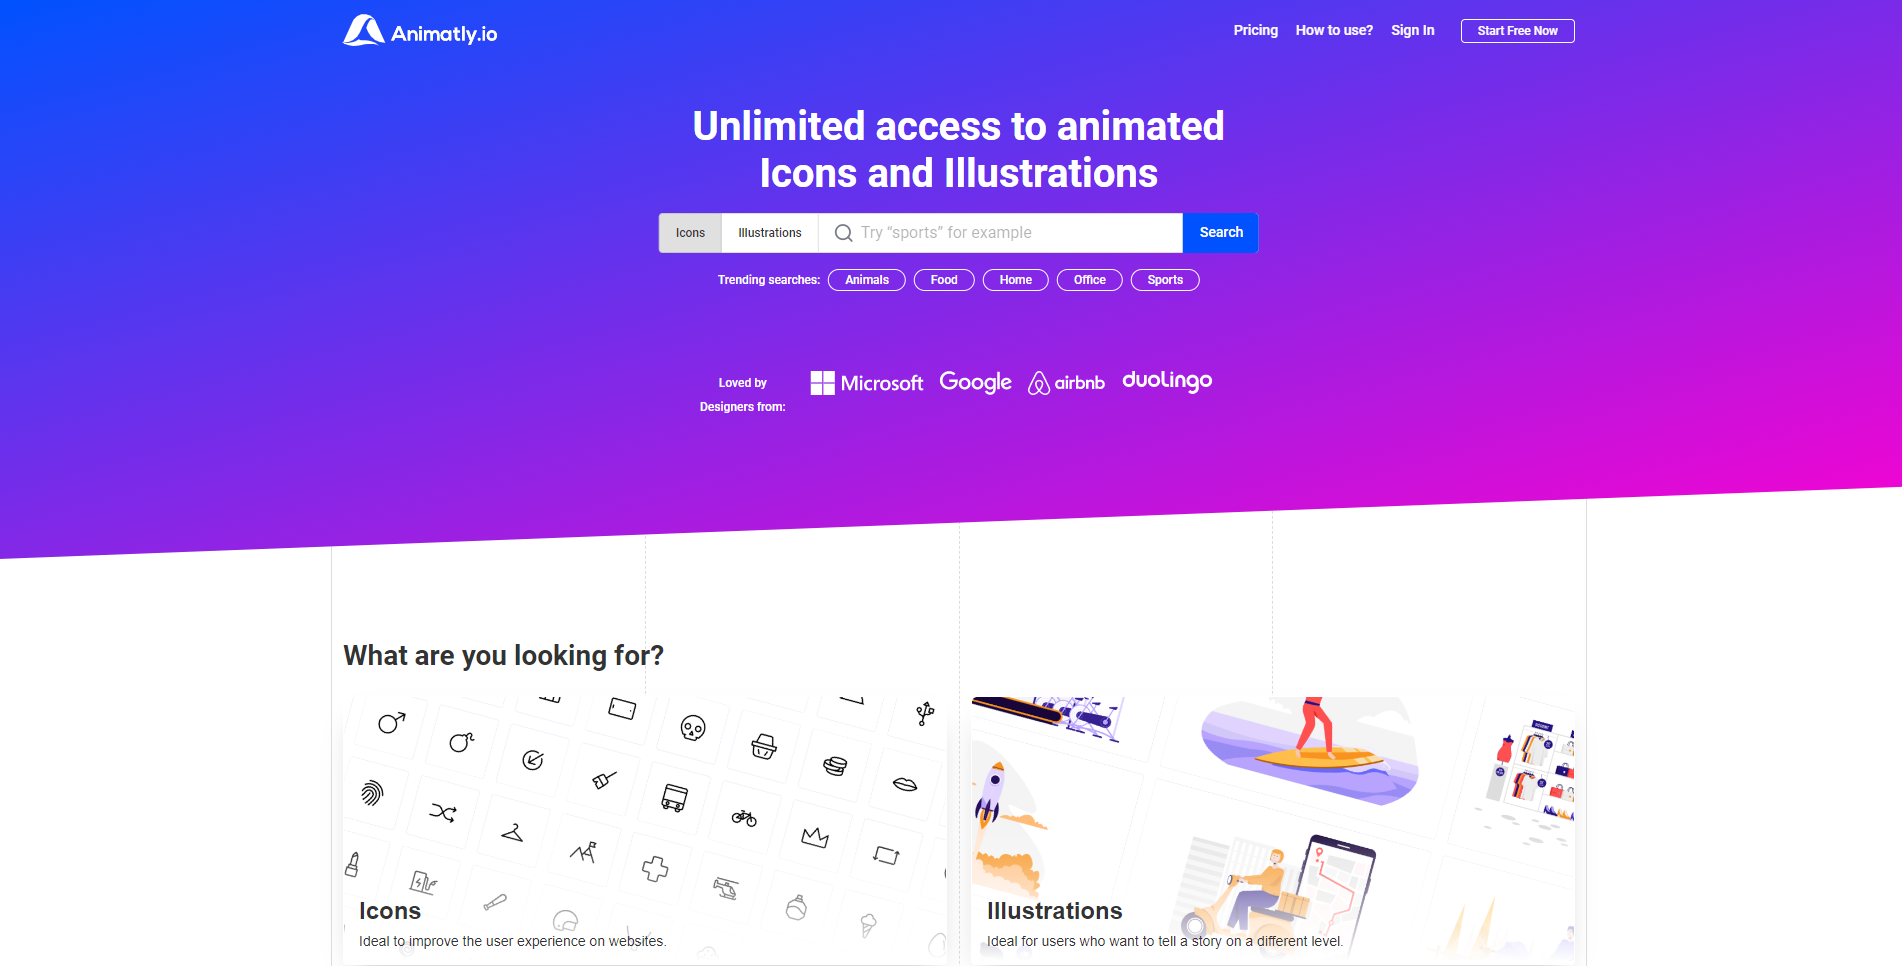 Animatly.io
Pricing
How to use?
Sign In
Start Free Now
Unlimited access to animated
Icons and Illustrations
Icons
Illustrations
Try “sports” for example
Search
Trending searches:
Animals
Food
Home
Office
Sports
Loved by
Designers from:
Microsoft
Google
airbnb
duolingo
What are you looking for?
Icons
Ideal to improve the user experience on websites.
Illustrations
Ideal for users who want to tell a story on a different level.